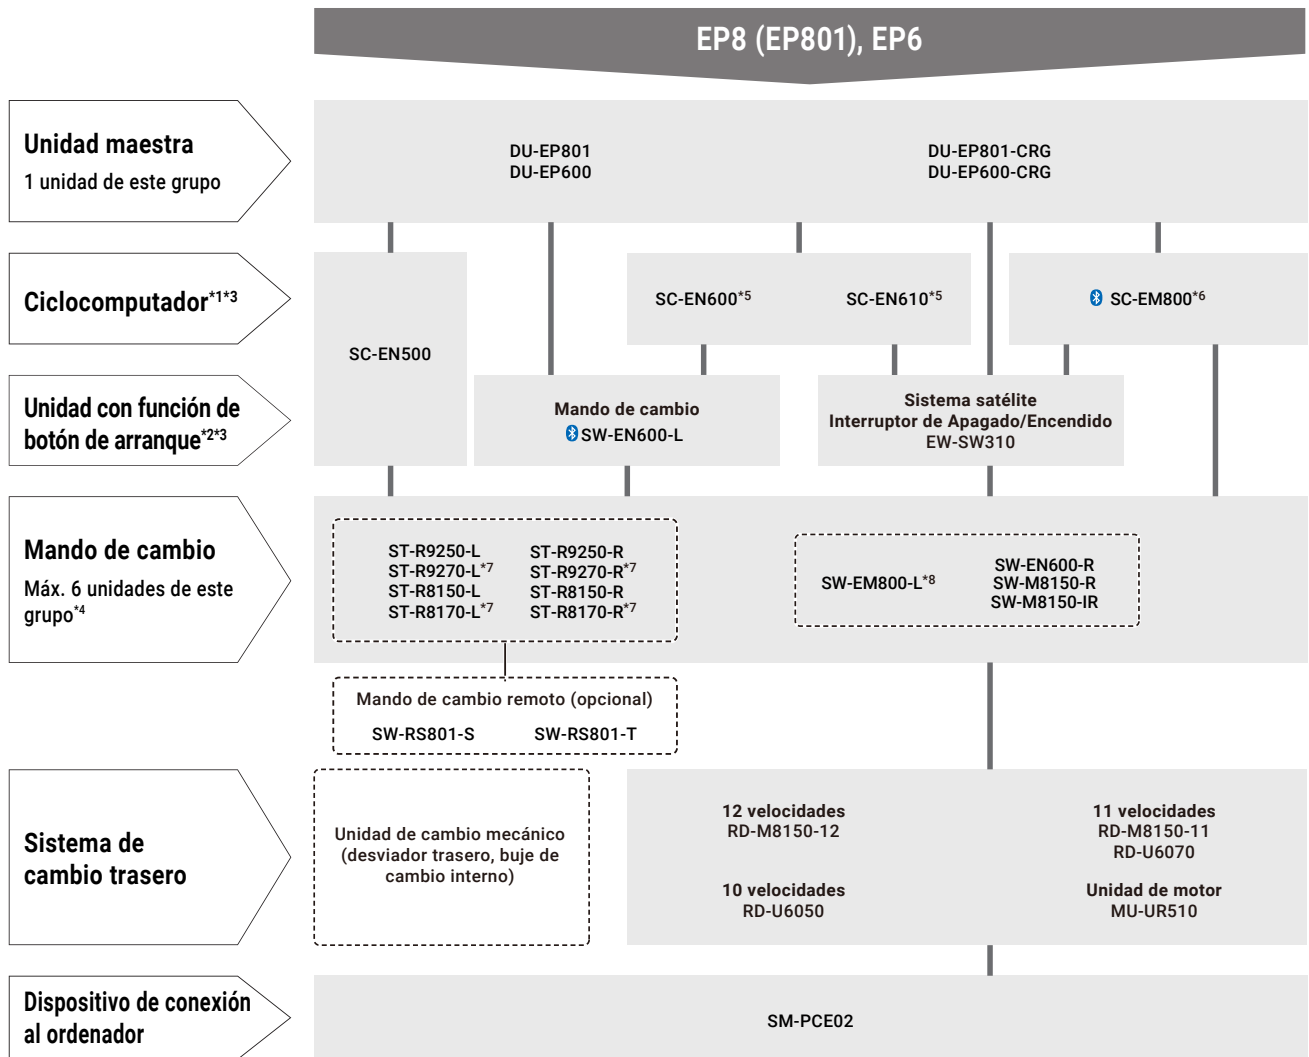 EP8 (EP801), EP6
Unidad maestra
1 unidad de este grupo
DU-EP801
DU-EP600
DU-EP801-CRG
DU-EP600-CRG
Ciclocomputador*1*3
SC-EN500
SC-EN600*5
SC-EN610*5
SC-EM800*6
Unidad con función de
botón de arranque*2*3
Mando de cambio
SW-EN600-L
Sistema satélite
Interruptor de Apagado/Encendido
EW-SW310
Mando de cambio
Máx. 6 unidades de este
grupo*4
ST-R9250-L
ST-R9270-L*7
ST-R8150-L
ST-R8170-L*7
ST-R9250-R
ST-R9270-R*7
ST-R8150-R
ST-R8170-R*7
SW-EM800-L*8
SW-EN600-R
SW-M8150-R
SW-M8150-IR
Mando de cambio remoto (opcional)
SW-RS801-S
SW-RS801-T
Sistema de
cambio trasero
Unidad de cambio mecánico
(desviador trasero, buje de
cambio interno)
12 velocidades
RD-M8150-12
11 velocidades
RD-M8150-11
RD-U6070
10 velocidades
RD-U6050
Unidad de motor
MU-UR510
Dispositivo de conexión
al ordenador
SM-PCE02